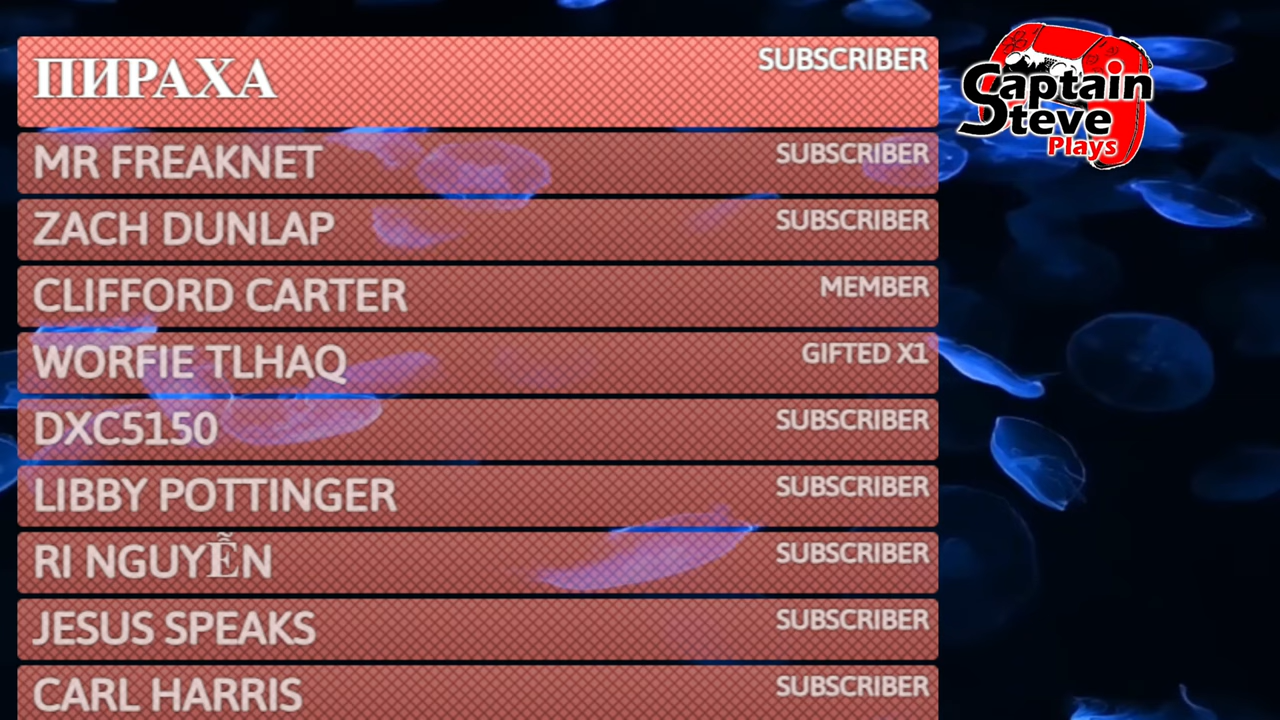 ПИРАХА SUBSCRIBER
MR FREAKNET SUBSCRIBER
ZACH DUNLAP SUBSCRIBER
CLIFFORD CARTER MEMBER
WORFIE TLHAQ GIFTED X1
DXC5150 SUBSCRIBER
LIBBY POTTINGER SUBSCRIBER
RI NGUYỄN SUBSCRIBER
JESUS SPEAKS SUBSCRIBER
CARL HARRIS SUBSCRIBER
Captain
Steve
Plays